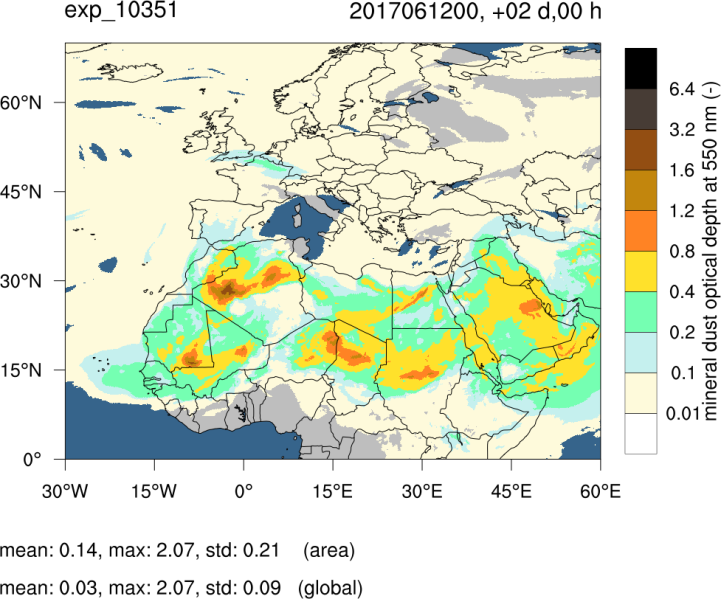 exp_10351 2017061200, +02 d,00 h
60°N
45°N
30°N
15°N
0°
30°W 15°W 0° 15°E 30°E 45°E 60°E
6.4
3.2
1.6
1.2
0.8
0.4
0.2
0.1
0.01
mineral dust optical depth at 550 nm (-)
mean: 0.14, max: 2.07, std: 0.21 (area)
mean: 0.03, max: 2.07, std: 0.09 (global)